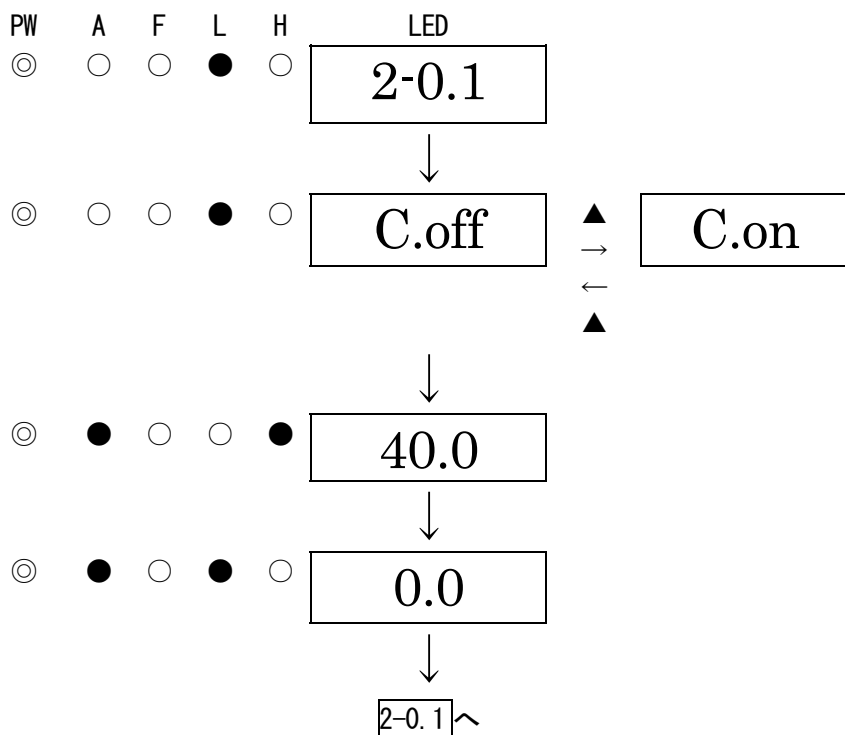 PW A F L H LED
◎ ○ ○ ● ○ 2-0.1
↓
◎ ○ ○ ● ○ C.off ▲ C.on
→
←
▲
↓
◎ ● ○ ○ ● 40.0
↓
◎ ● ○ ● ○ 0.0
↓
2-0.1へ